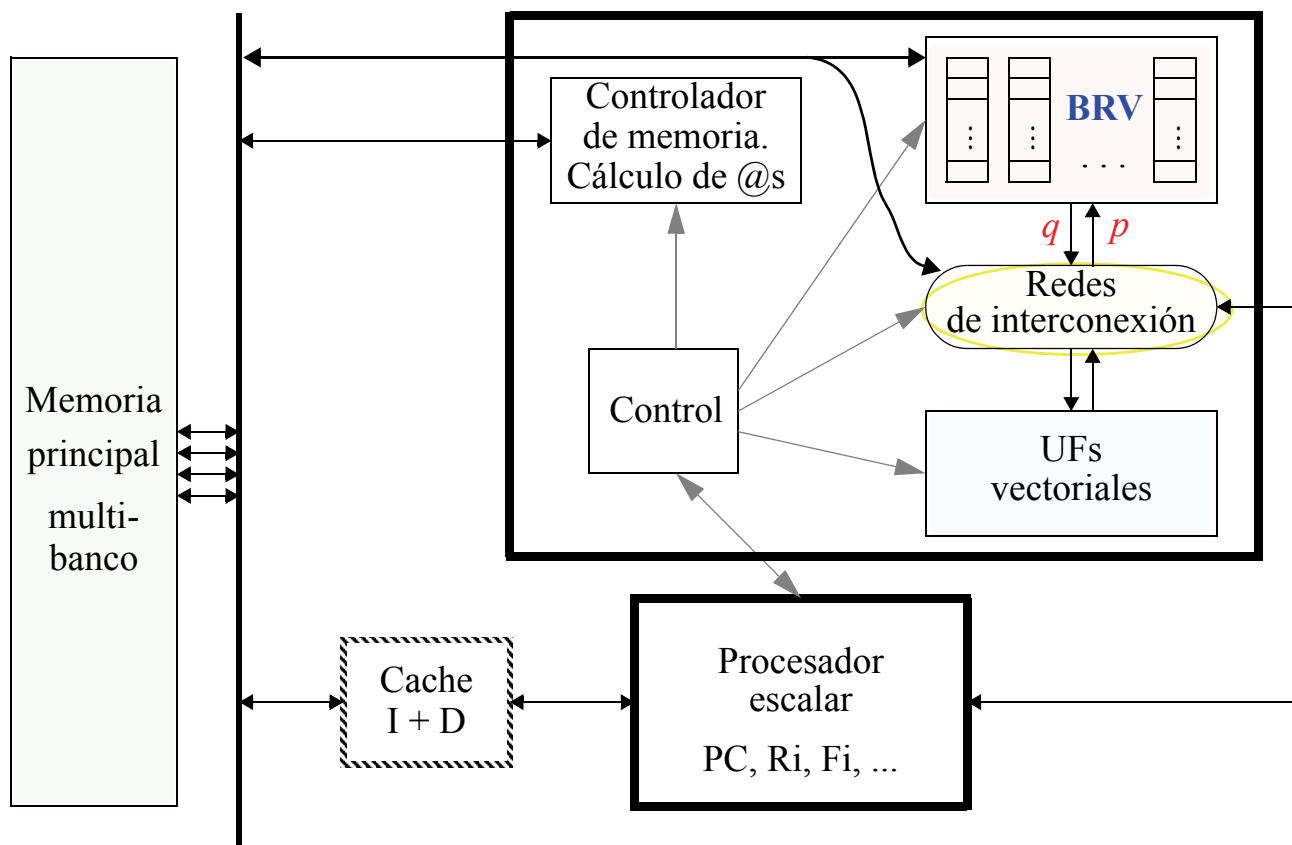 Controlador
de memoria.
Cálculo de @s
BRV
⋮
⋮
⋮
. . .
q
p
Redes
de interconexión
Control
UFs
vectoriales
Memoria
principal
multi-
banco
Cache
I + D
Procesador
escalar
PC, Ri, Fi, ...